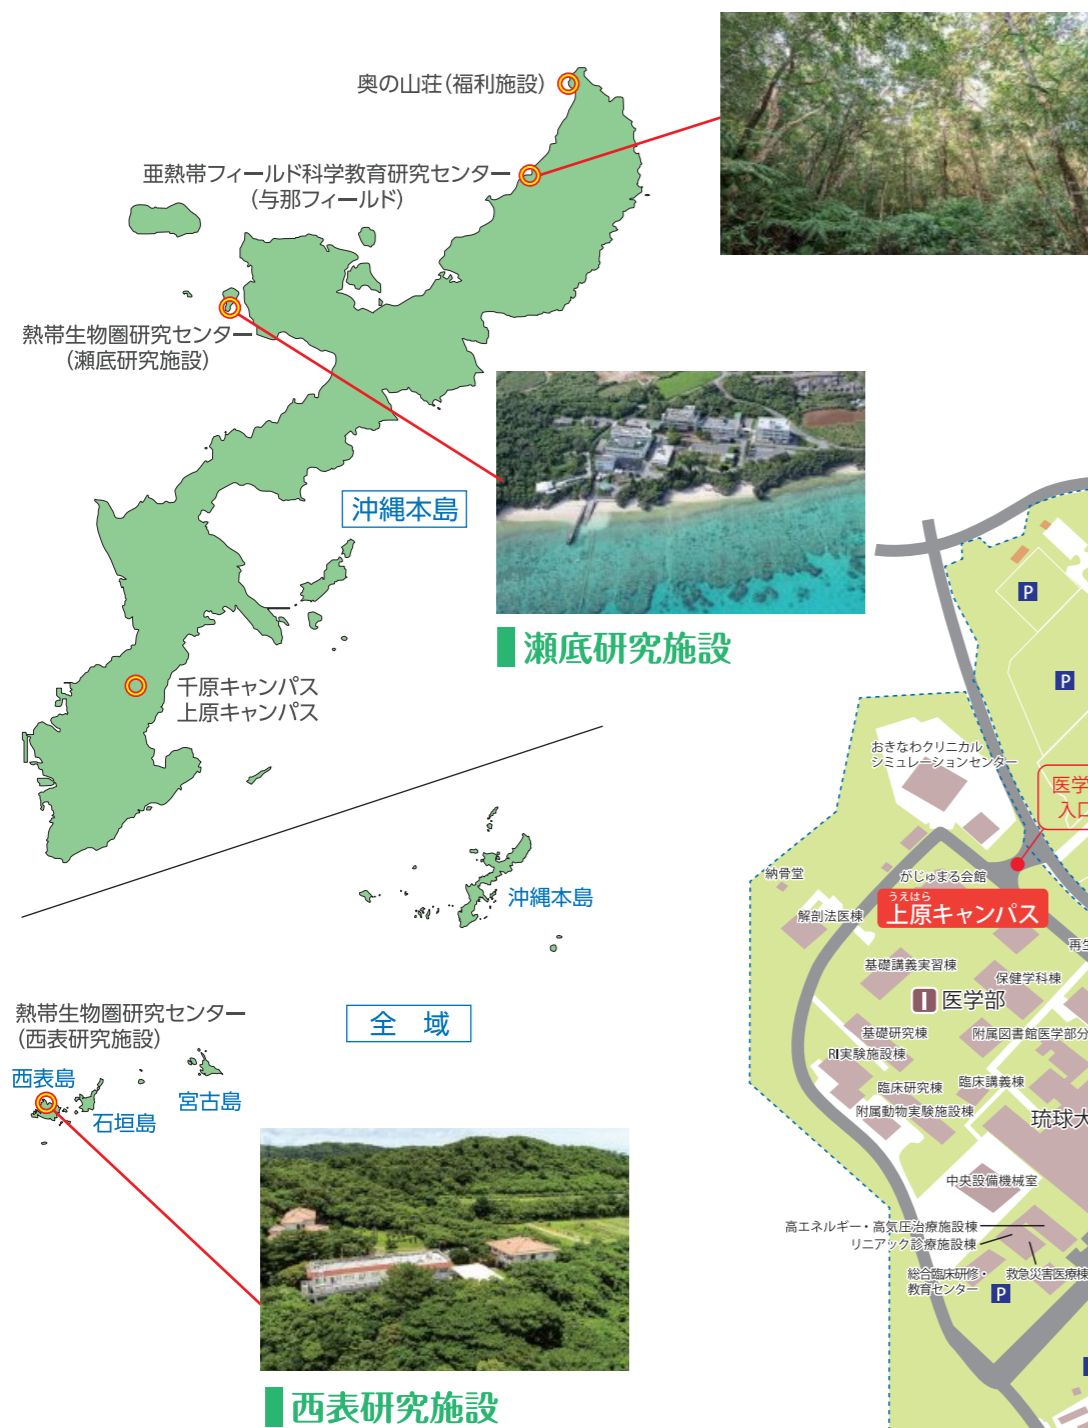 奥の山荘(福利施設)
亜熱帯フィールド科学教育研究センター
(与那フィールド)
熱帯生物圏研究センター
(瀬底研究施設)
沖縄本島
瀬底研究施設
千原キャンパス
上原キャンパス
沖縄本島
全 域
熱帯生物圏研究センター
(西表研究施設)
西表島
石垣島
宮古島
西表研究施設
P
P
おきなわクリニカル
シミュレーションセンター
医学
入口
納骨堂
がじゅまる会館
うえはら
上原キャンパス
解剖法医棟
再生
基礎講義実習棟
保健学科棟
I 医学部
基礎研究棟
附属図書館医学部分
RI実験施設棟
臨床研究棟
臨床講義棟
附属動物実験施設棟
琉球大
中央設備機械室
高エネルギー・高気圧治療施設棟
リニアック診療施設棟
総合臨床研修・
教育センター
救急災害医療棟
P